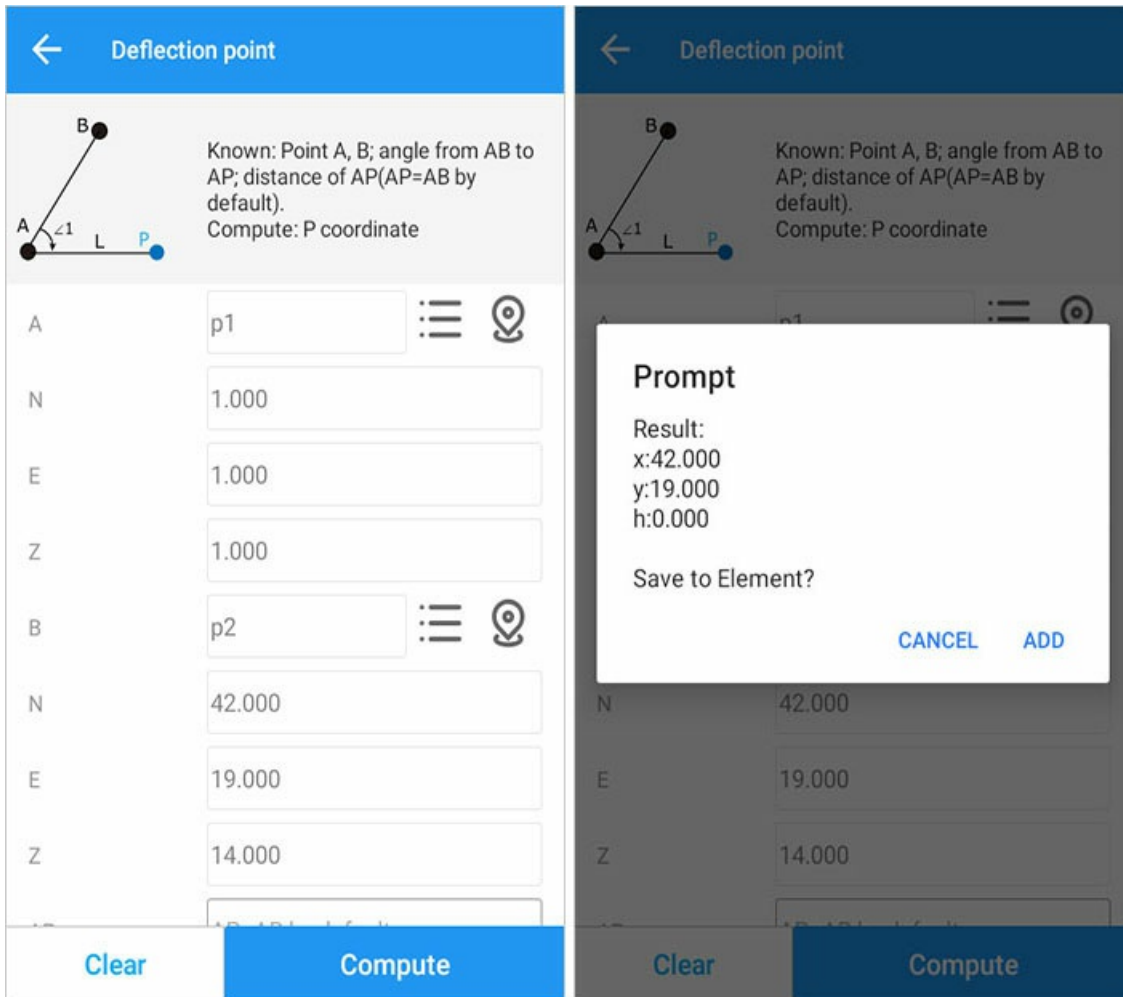 Deflection point
B
A
∠1
L
P
Known: Point A, B; angle from AB to
AP; distance of AP(AP=AB by
default).
Compute: P coordinate
A
p1
N
1.000
E
1.000
Z
1.000
B
p2
N
42.000
E
19.000
Z
14.000
Clear
Compute
Deflection point
B
A
∠1
L
P
Known: Point A, B; angle from AB to
AP; distance of AP(AP=AB by
default).
Compute: P coordinate
Prompt
Result:
x:42.000
y:19.000
h:0.000
Save to Element?
CANCEL
ADD
N
42.000
E
19.000
Z
14.000
Clear
Compute